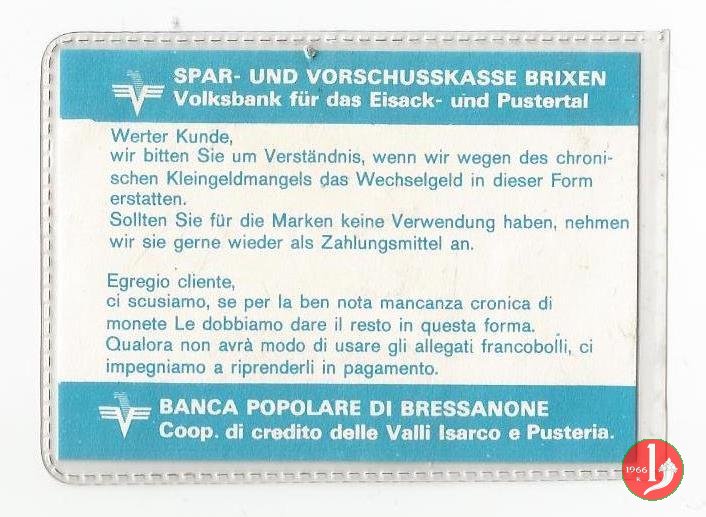 SPAR- UND VORSCHUSSKASSE BRIXEN
Volksbank für das Eisack- und Pustertal
Werter Kunde,
wir bitten Sie um Verständnis, wenn wir wegen des chroni-
schen Kleingeldmangels das Wechselgeld in dieser Form
erstatten.
Sollten Sie für die Marken keine Verwendung haben, nehmen
wir sie gerne wieder als Zahlungsmittel an.
Egregio cliente,
ci scusiamo, se per la ben nota mancanza cronica di
monete Le dobbiamo dare il resto in questa forma.
Qualora non avrà modo di usare gli allegati francobolli, ci
impegniamo a riprenderli in pagamento.
BANCA POPOLARE DI BRESSANONE
Coop. di credito delle Valli Isarco e Pusteria.
1966
R